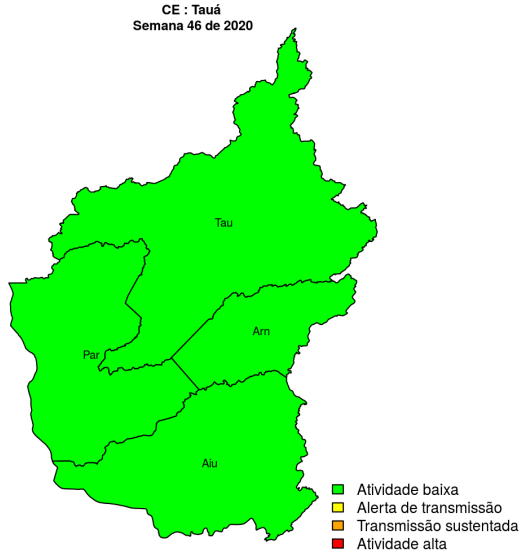 CE : Tauá
Semana 46 de 2020
Tau
Arn
Par
Aiu
Atividade baixa
Alerta de transmissão
Transmissão sustentada
Atividade alta